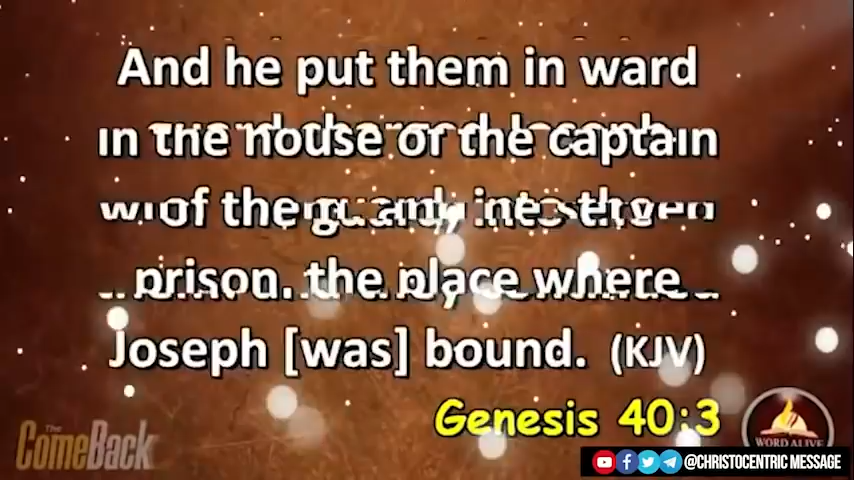 And he put them in ward
in the house of the captain
of the guard, into the
prison, the place where
Joseph [was] bound. (KJV)
Genesis 40:3
The
ComeBack
WORD ALIVE
@CHRISTOCENTRIC MESSAGE